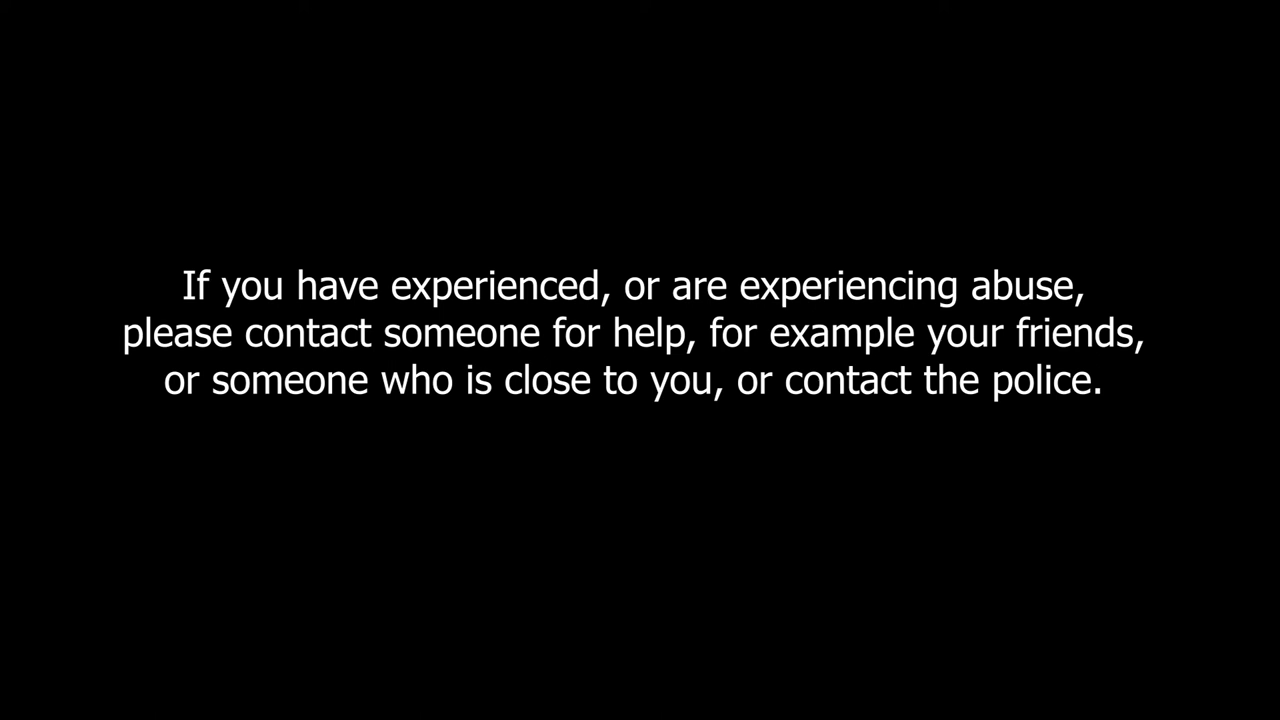 If you have experienced, or are experiencing abuse,
please contact someone for help, for example your friends,
or someone who is close to you, or contact the police.